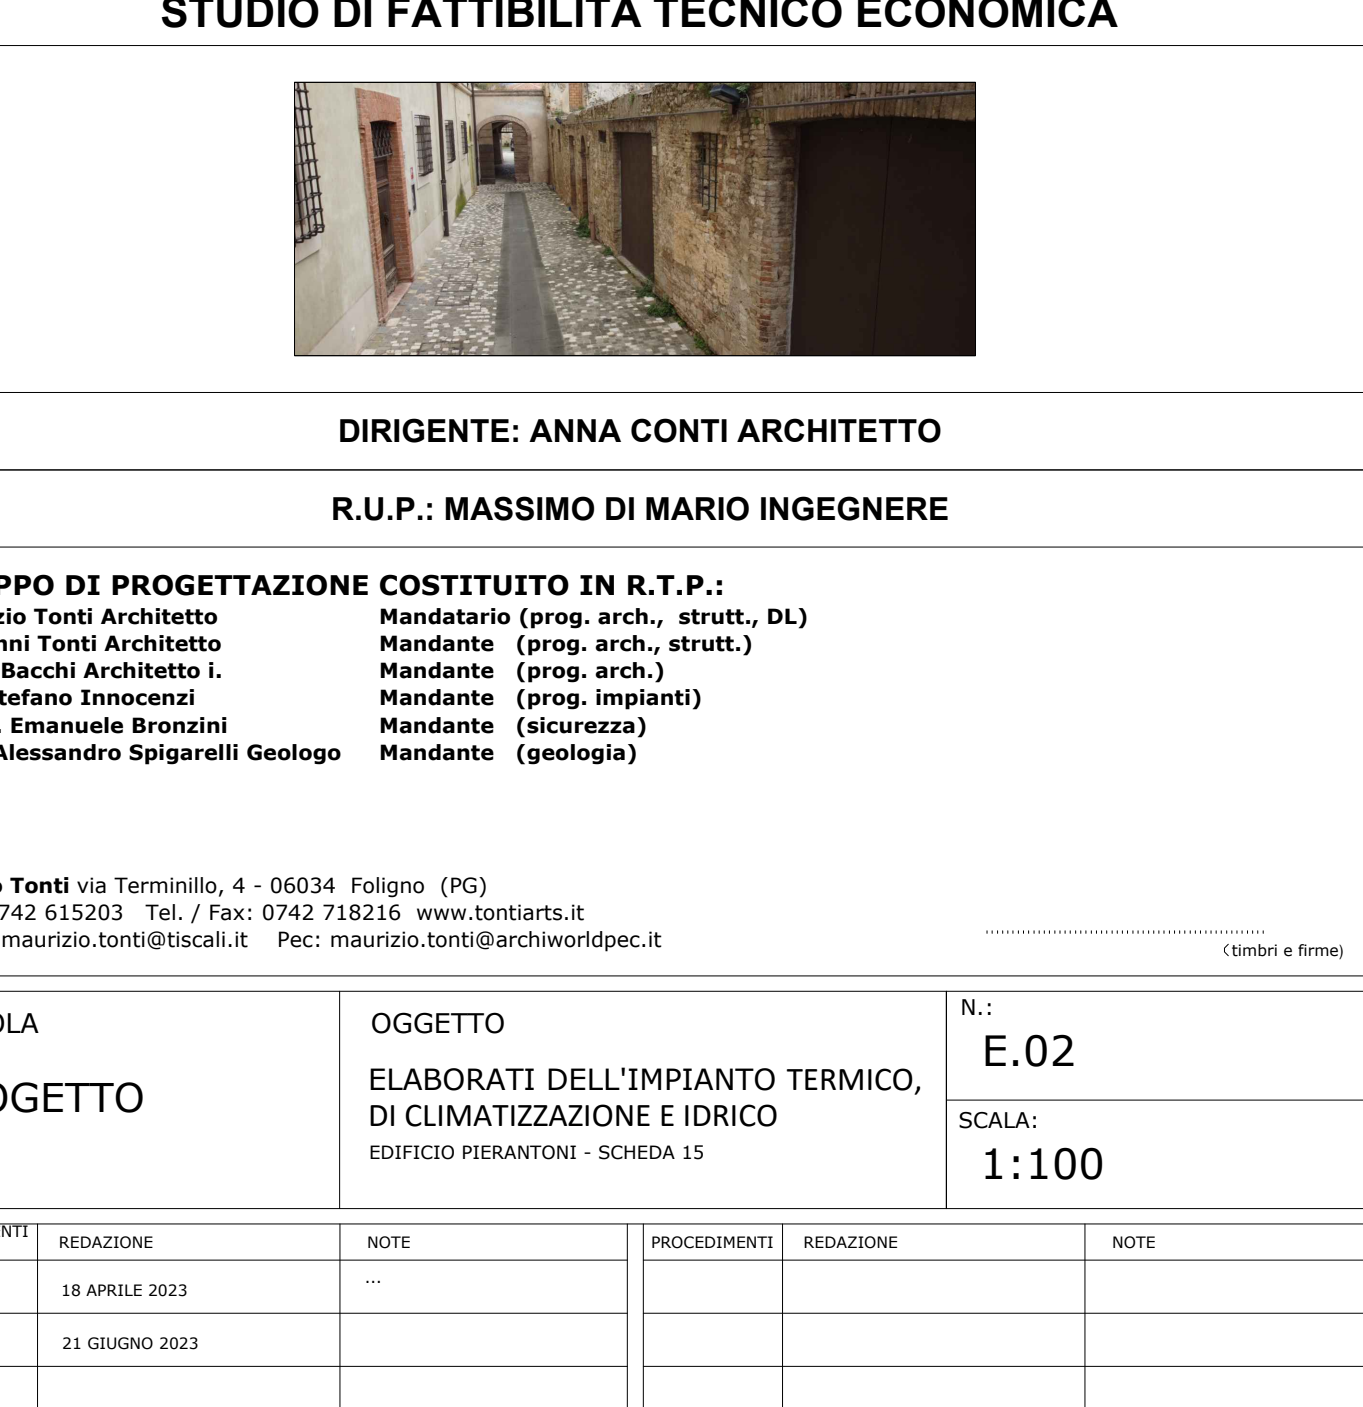 STUDIO DI FATTIBILITÀ TECNICO ECONOMICA
DIRIGENTE: ANNA CONTI ARCHITETTO
R.U.P.: MASSIMO DI MARIO INGEGNERE
PPO DI PROGETTAZIONE COSTITUITO IN R.T.P.:
zio Tonti Architetto Mandatario (prog. arch., strutt., DL)
nni Tonti Architetto Mandante (prog. arch., strutt.)
Bacchi Architetto i. Mandante (prog. arch.)
tefano Innocenzi Mandante (prog. impianti)
. Emanuele Bronzini Mandante (sicurezza)
Alessandro Spigarelli Geologo Mandante (geologia)
o Tonti via Terminillo, 4 - 06034 Foligno (PG)
742 615203 Tel. / Fax: 0742 718216 www.tontiarts.it
maurizio.tonti@tiscali.it Pec: maurizio.tonti@archiworldpec.it
(timbri e firme)
OLA
OGETTO
OGGETTO
ELABORATI DELL'IMPIANTO TERMICO,
DI CLIMATIZZAZIONE E IDRICO
EDIFICIO PIERANTONI - SCHEDA 15
N.:
E.02
SCALA:
1:100
NTI REDAZIONE NOTE PROCEDIMENTI REDAZIONE NOTE
18 APRILE 2023 ...
21 GIUGNO 2023